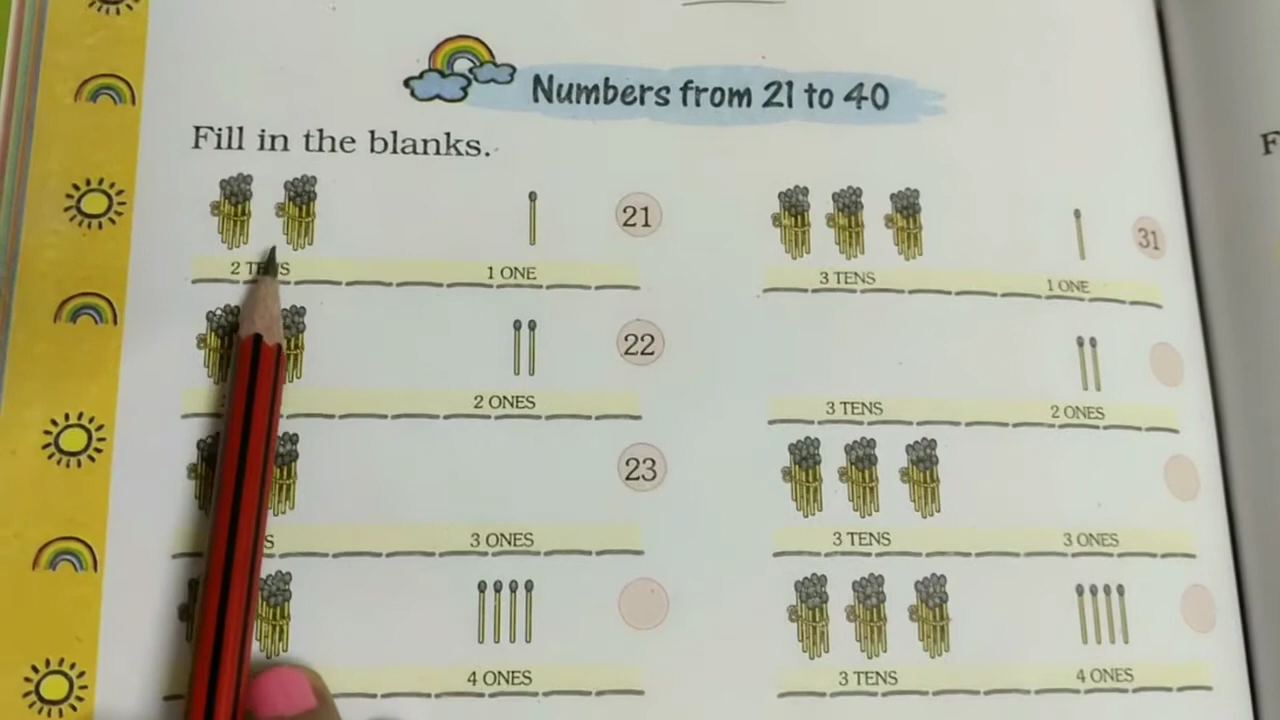 Numbers from 21 to 40
Fill in the blanks.
21
31
2 TENS 1 ONE
3 TENS 1 ONE
22
2 ONES
3 TENS 2 ONES
23
3 ONES
3 TENS 3 ONES
4 ONES
3 TENS 4 ONES